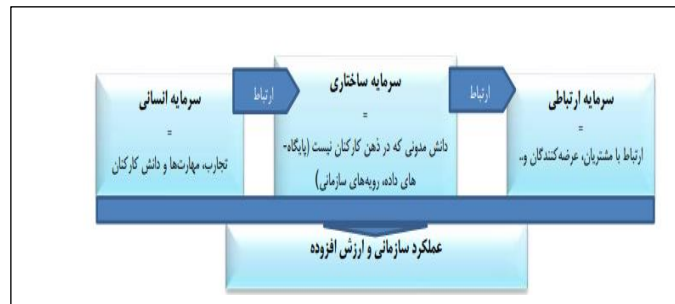 سرمایه انسانی
=
تجارب، مهارت‌ها و دانش کارکنان
ارتباط
سرمایه ساختاری
=
دانش مدونی که در ذهن کارکنان نیست (پایگاه-
های داده، رویه‌های سازمانی)
ارتباط
سرمایه ارتباطی
=
ارتباط با مشتریان، عرضه‌کنندگان و..
عملکرد سازمانی و ارزش افزوده